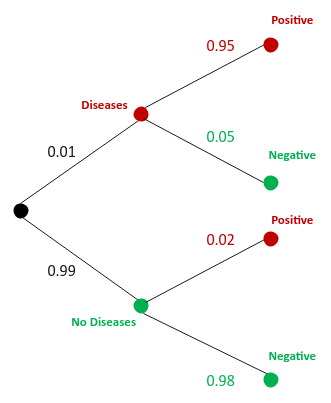 Positive
0.95
Diseases
0.05
0.01
Negative
Positive
0.02
0.99
No Diseases
Negative
0.98